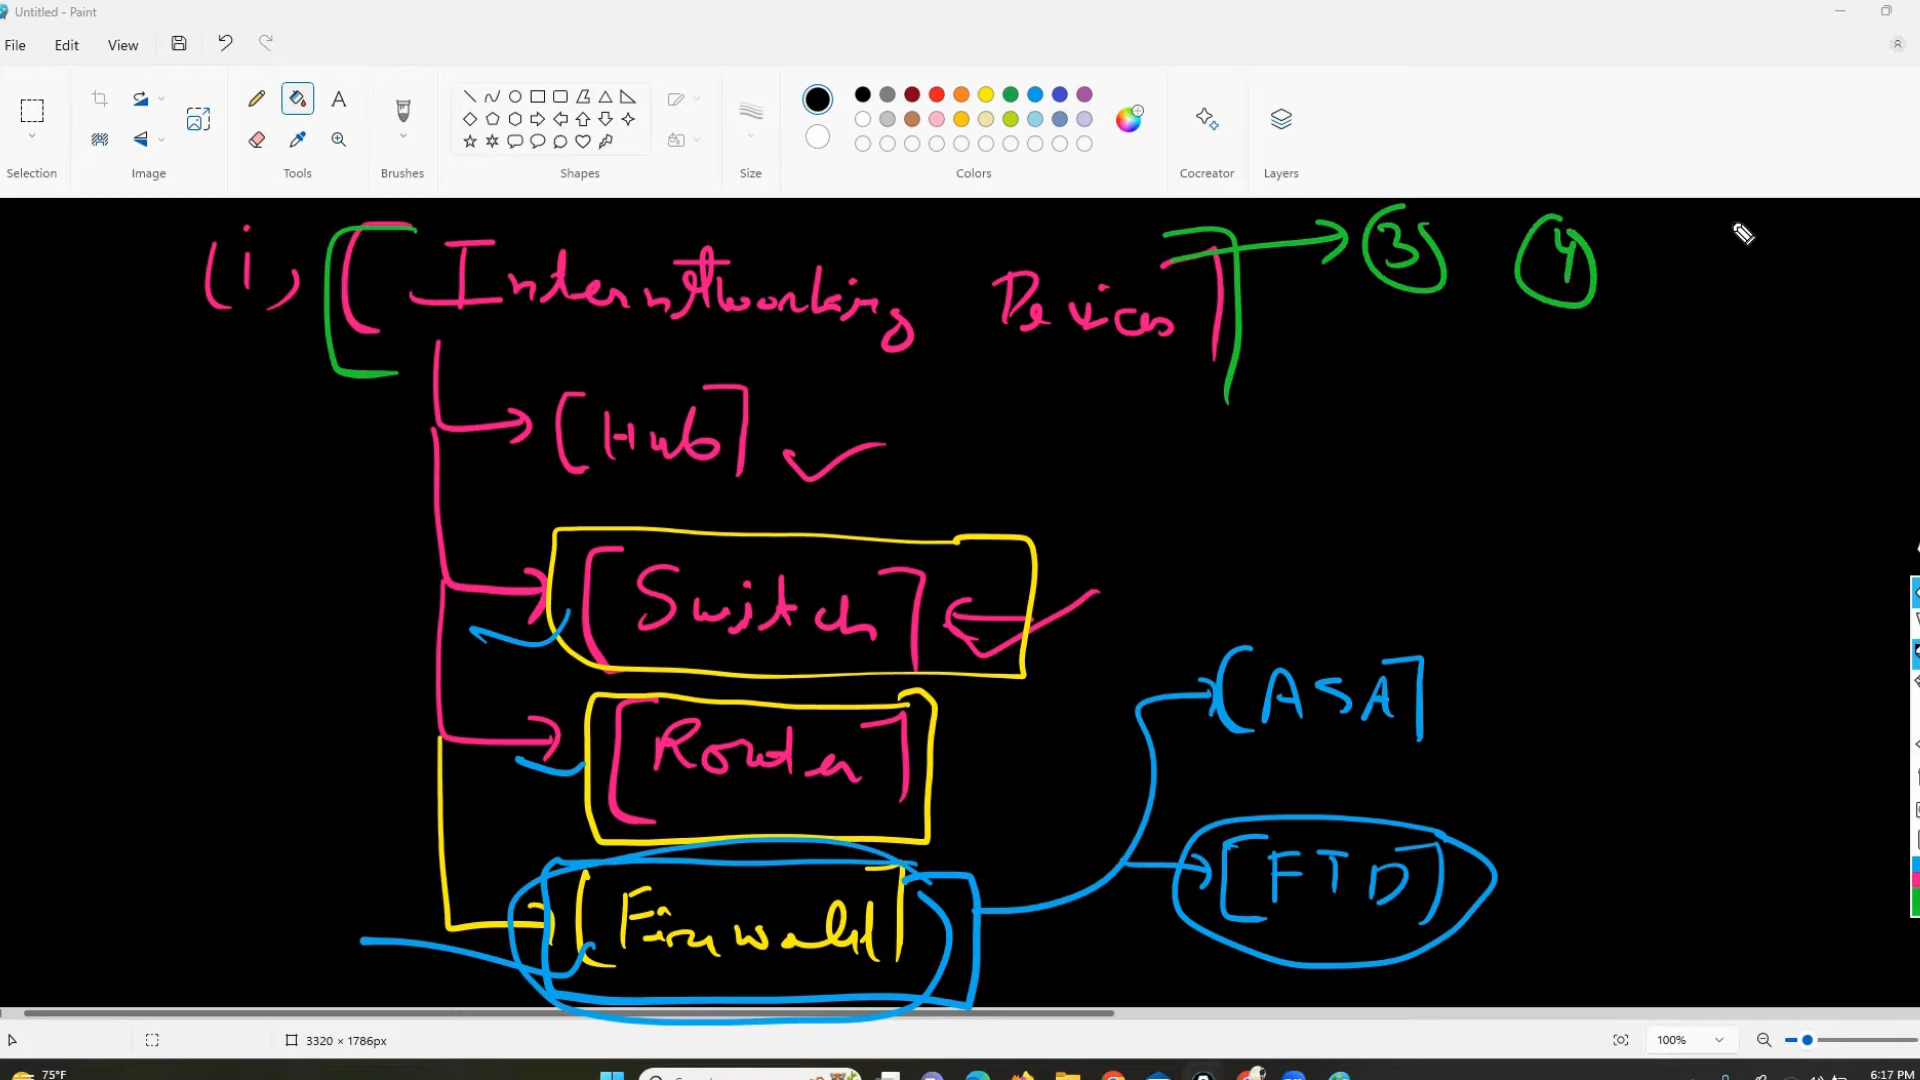 Untitled - Paint
File Edit View
Selection Image Tools Brushes Shapes Size Colors Cocreator Layers
(i) [Internetworking Devices] → 3 4
[Hub]
[Switch]
[ASA]
[Router]
[FTD]
[Firewall]
3320 × 1786px 100%
75°F 6:17 PM